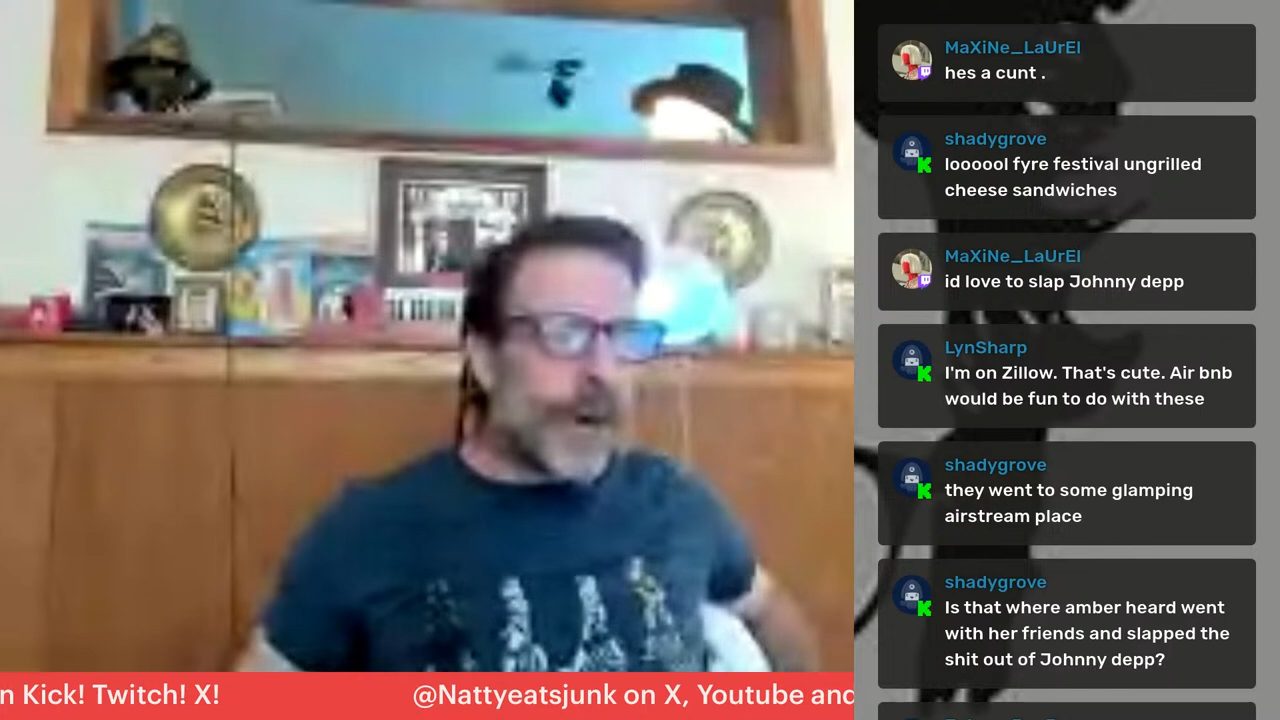 MaXiNe_LaUrEl
hes a cunt .
shadygrove
loooool fyre festival ungrilled
cheese sandwiches
MaXiNe_LaUrEl
id love to slap Johnny depp
LynSharp
I'm on Zillow. That's cute. Air bnb
would be fun to do with these
shadygrove
they went to some glamping
airstream place
shadygrove
Is that where amber heard went
with her friends and slapped the
shit out of Johnny depp?
n Kick! Twitch! X! @Nattyeatsjunk on X, Youtube and